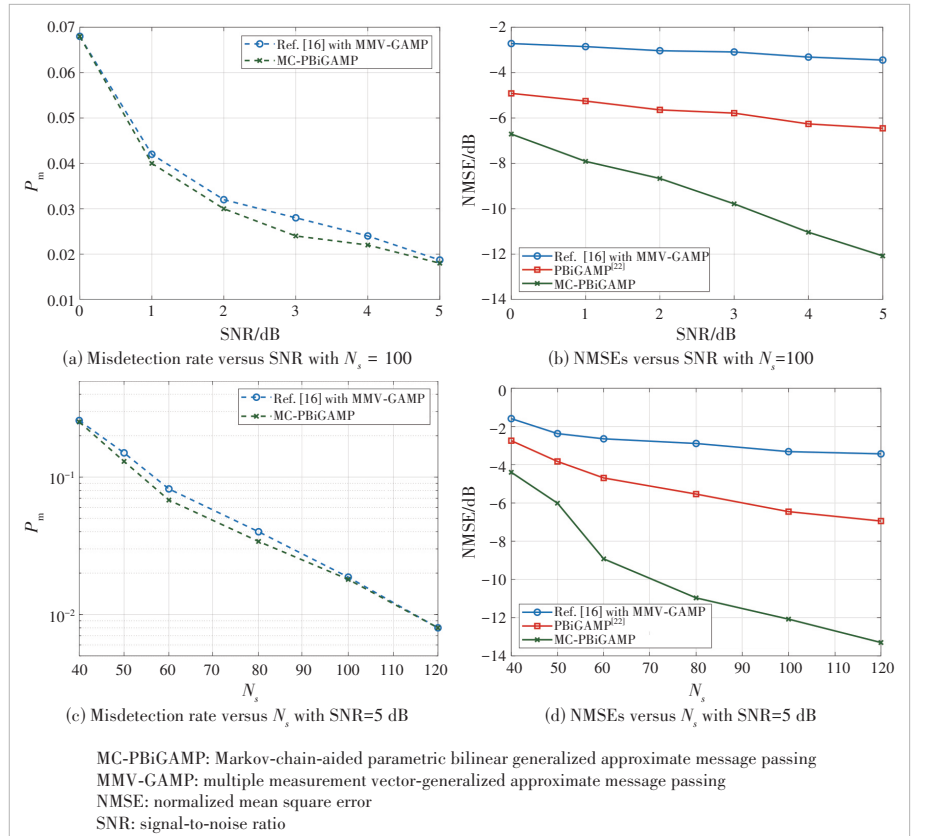 0.07
0.06
0.05
0.04
0.03
0.02
0.01
P_m
0 1 2 3 4 5
SNR/dB
Ref. [16] with MMV-GAMP
MC-PBiGAMP
(a) Misdetection rate versus SNR with N_s = 100
−2
−4
−6
−8
−10
−12
−14
NMSE/dB
0 1 2 3 4 5
SNR/dB
Ref. [16] with MMV-GAMP
PBiGAMP[22]
MC-PBiGAMP
(b) NMSEs versus SNR with N_s=100
10⁻¹
10⁻²
P_m
40 50 60 70 80 90 100 110 120
N_s
Ref. [16] with MMV-GAMP
MC-PBiGAMP
(c) Misdetection rate versus N_s with SNR=5 dB
0
−2
−4
−6
−8
−10
−12
−14
NMSE/dB
40 50 60 70 80 90 100 110 120
N_s
Ref. [16] with MMV-GAMP
PBiGAMP[22]
MC-PBiGAMP
(d) NMSEs versus N_s with SNR=5 dB
MC-PBiGAMP: Markov-chain-aided parametric bilinear generalized approximate message passing
MMV-GAMP: multiple measurement vector-generalized approximate message passing
NMSE: normalized mean square error
SNR: signal-to-noise ratio